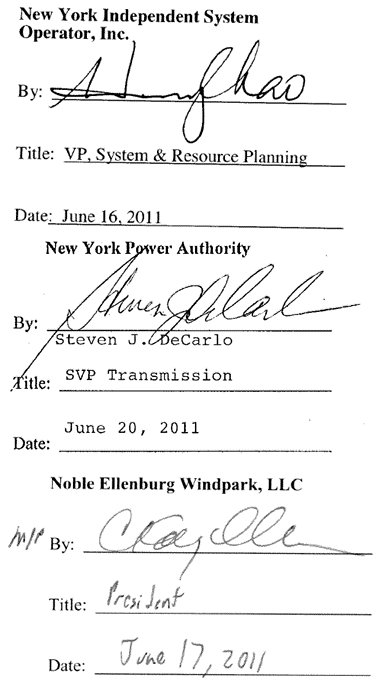 New York Independent System
Operator, Inc.
By:
Title: VP, System & Resource Planning
Date: June 16, 2011
New York Power Authority
By:
Steven J. DeCarlo
Title: SVP Transmission
Date: June 20, 2011
Noble Ellenburg Windpark, LLC
By:
Title: President
Date: June 17, 2011